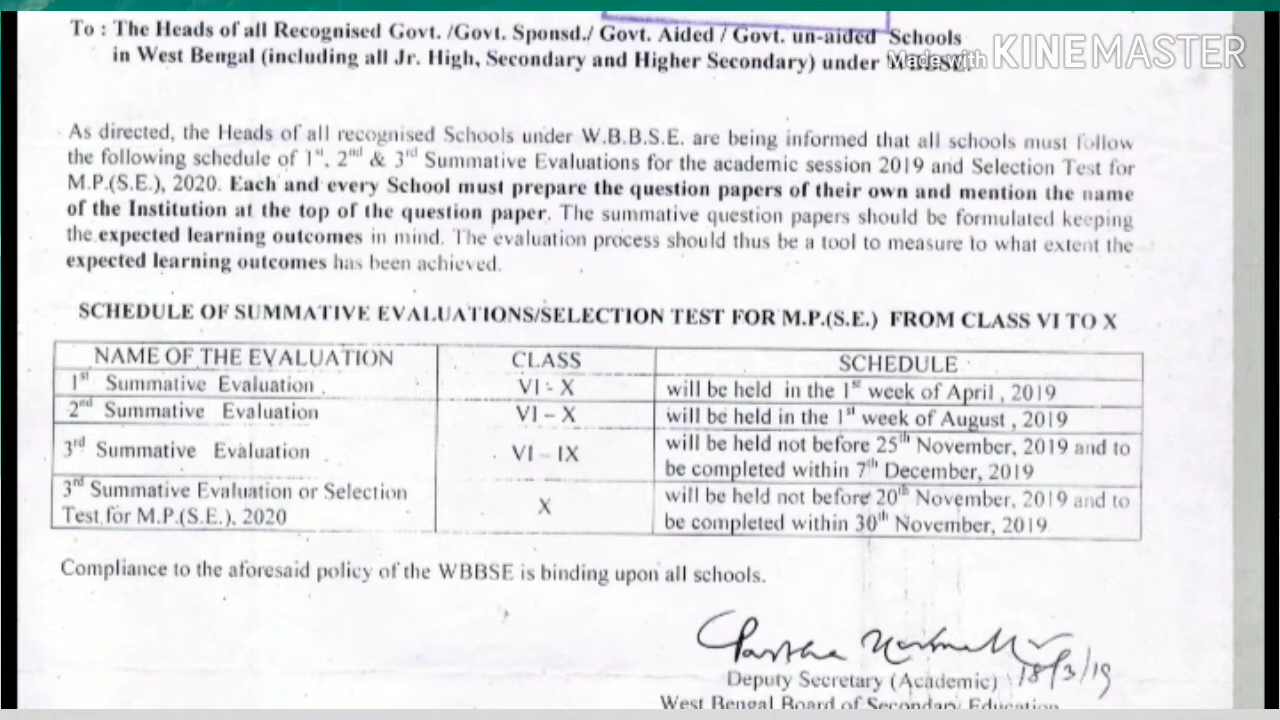 To : The Heads of all Recognised Govt. /Govt. Sponsd./ Govt. Aided / Govt. un-aided Schools
in West Bengal (including all Jr. High, Secondary and Higher Secondary) under WBBSE.
Made with KINEMASTER
As directed, the Heads of all recognised Schools under W.B.B.S.E. are being informed that all schools must follow
the following schedule of 1st, 2nd & 3rd Summative Evaluations for the academic session 2019 and Selection Test for
M.P.(S.E.), 2020. Each and every School must prepare the question papers of their own and mention the name
of the Institution at the top of the question paper. The summative question papers should be formulated keeping
the expected learning outcomes in mind. The evaluation process should thus be a tool to measure to what extent the
expected learning outcomes has been achieved.
SCHEDULE OF SUMMATIVE EVALUATIONS/SELECTION TEST FOR M.P.(S.E.) FROM CLASS VI TO X
NAME OF THE EVALUATION CLASS SCHEDULE
1st Summative Evaluation VI - X will be held in the 1st week of April , 2019
2nd Summative Evaluation VI – X will be held in the 1st week of August , 2019
3rd Summative Evaluation VI – IX will be held not before 25th November, 2019 and to
be completed within 7th December, 2019
3rd Summative Evaluation or Selection
Test for M.P.(S.E.), 2020 X will be held not before 20th November, 2019 and to
be completed within 30th November, 2019
Compliance to the aforesaid policy of the WBBSE is binding upon all schools.
18/3/19
Deputy Secretary (Academic)
West Bengal Board of Secondary Education